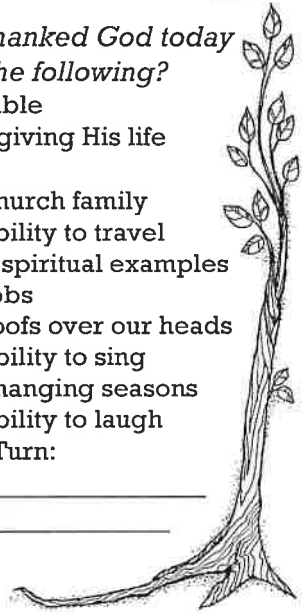 hanked God today
he following?
ble
giving His life
hurch family
bility to travel
spiritual examples
obs
oofs over our heads
bility to sing
hanging seasons
bility to laugh
Turn: